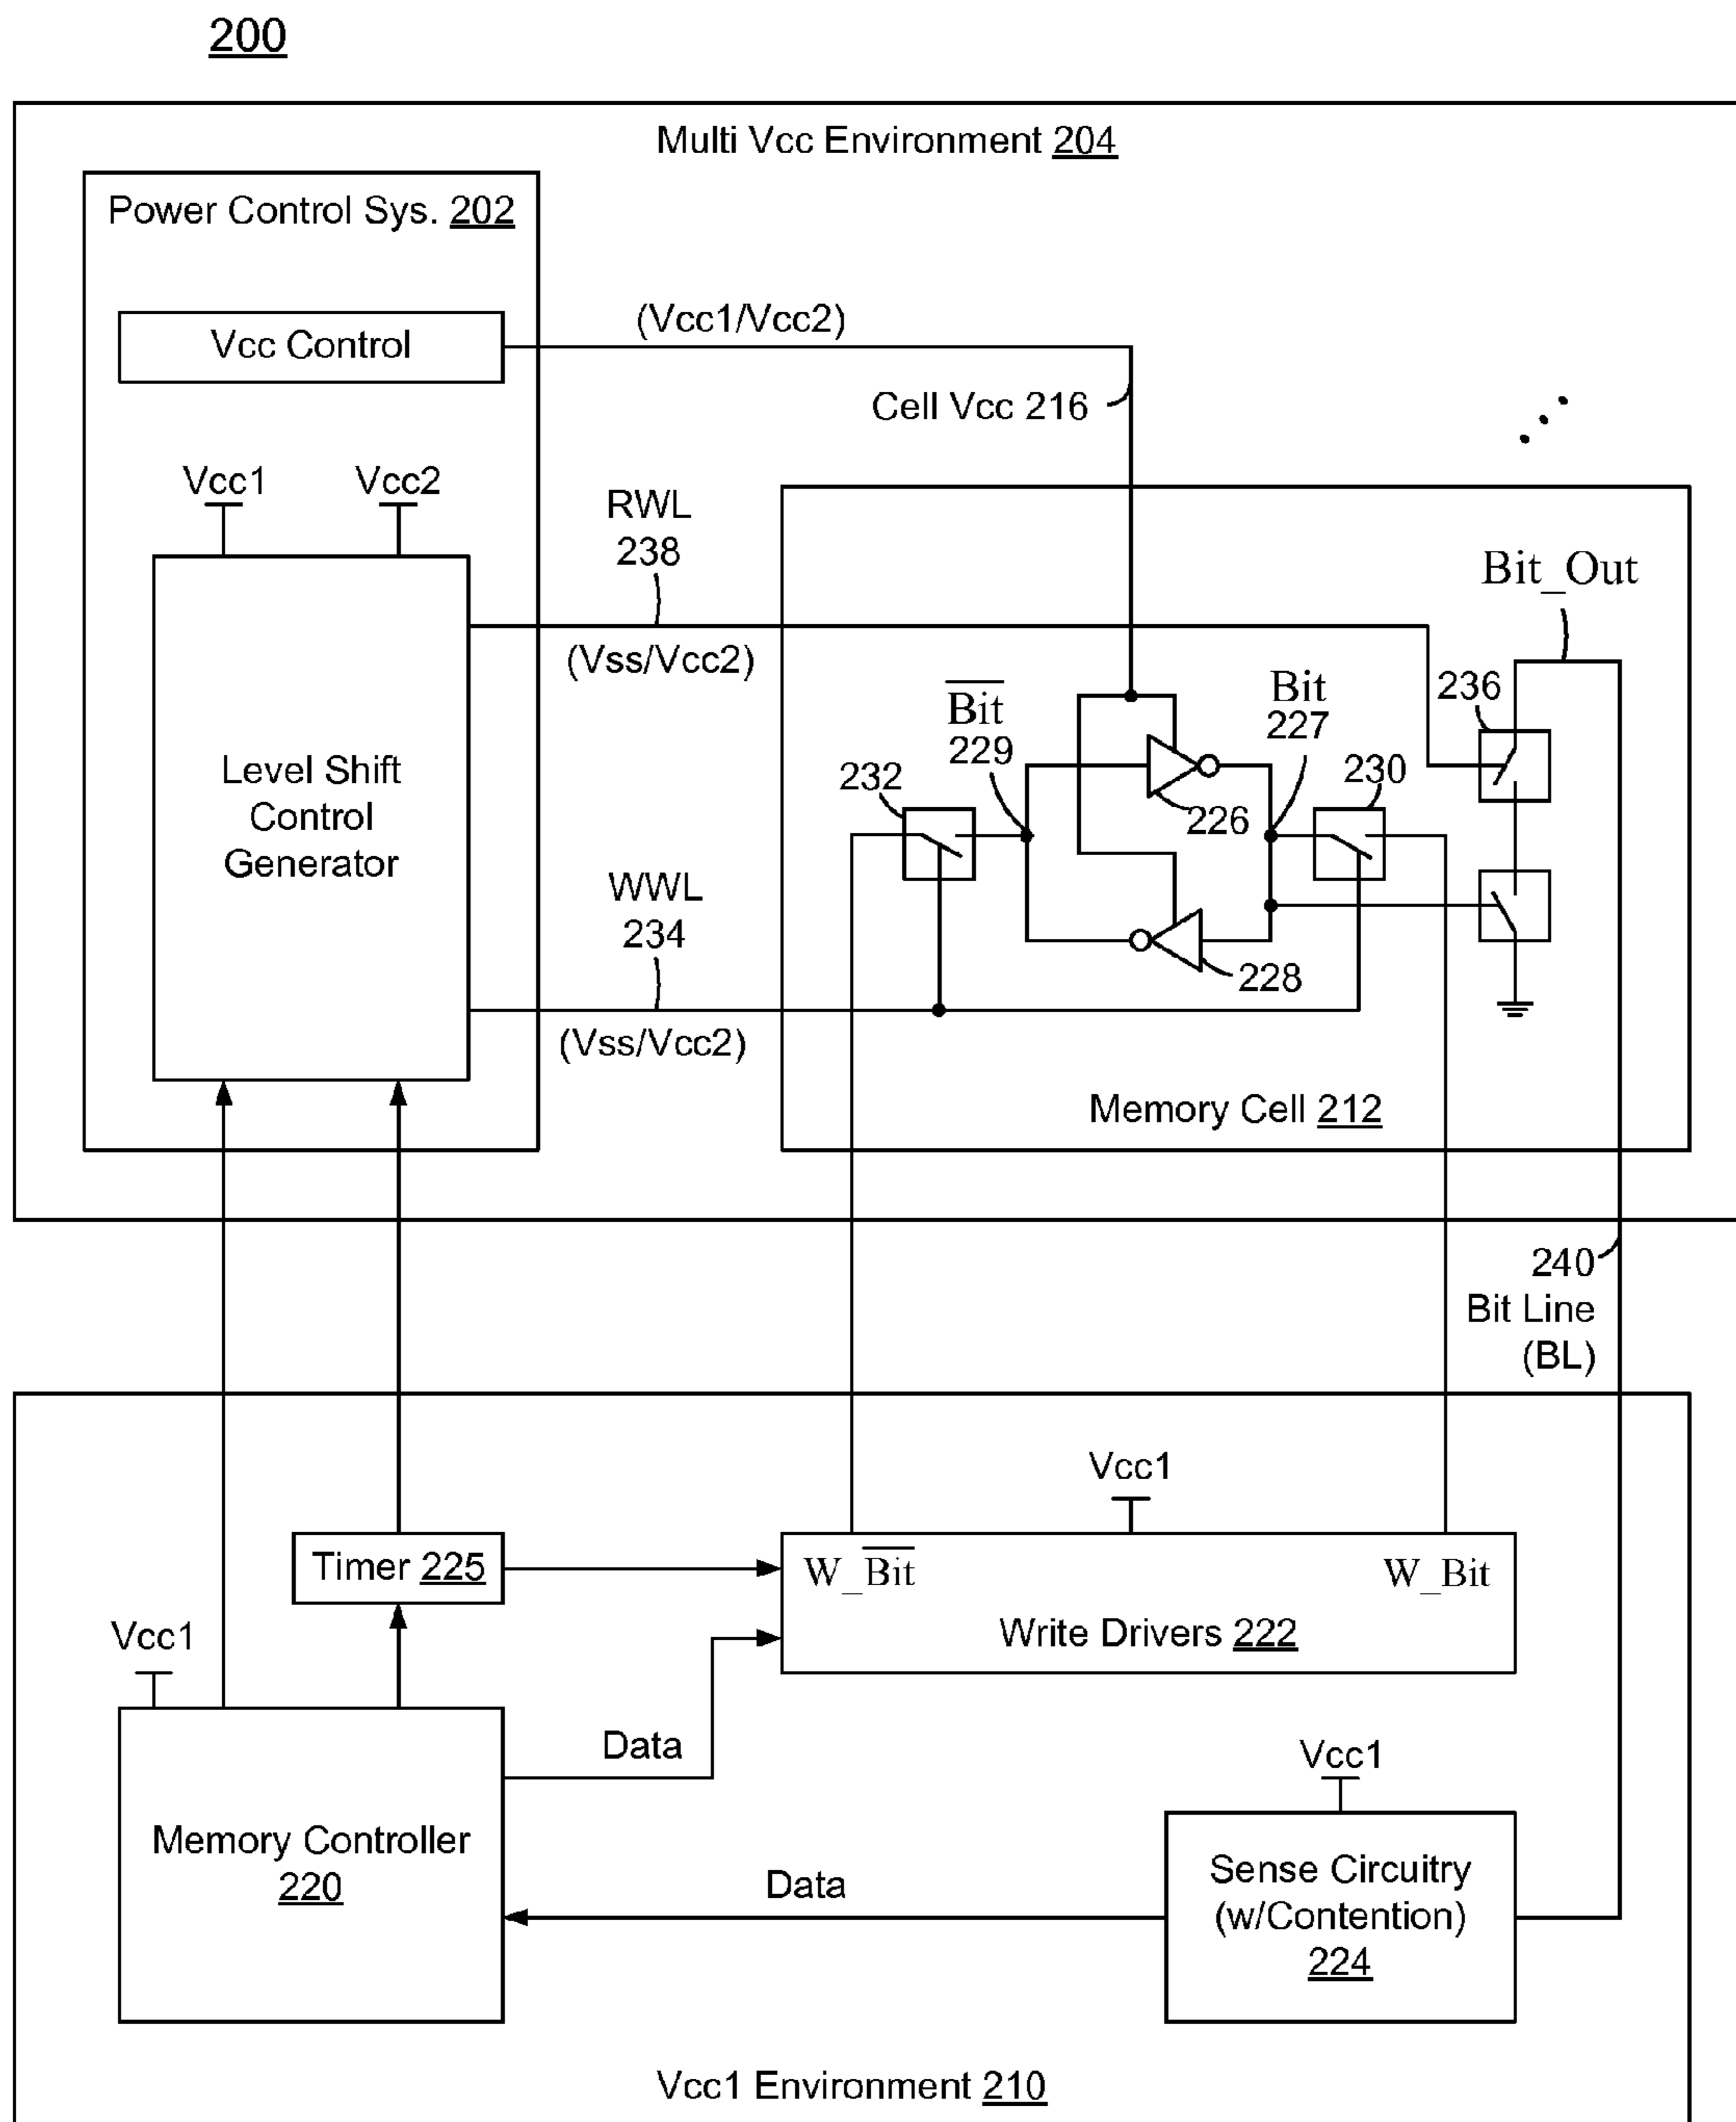 200
Multi Vcc Environment 204
Power Control Sys. 202
Vcc Control
(Vcc1/Vcc2)
Cell Vcc 216
Vcc1
Vcc2
RWL
238
(Vss/Vcc2)
Level Shift
Control
Generator
WWL
234
(Vss/Vcc2)
Bit_Out
236
B̅i̅t̅
229
Bit
227
232
230
226
228
Memory Cell 212
240
Bit Line
(BL)
Vcc1
Timer 225
W_B̅i̅t̅
W_Bit
Write Drivers 222
Vcc1
Data
Memory Controller
220
Data
Vcc1
Sense Circuitry
(w/Contention)
224
Vcc1 Environment 210